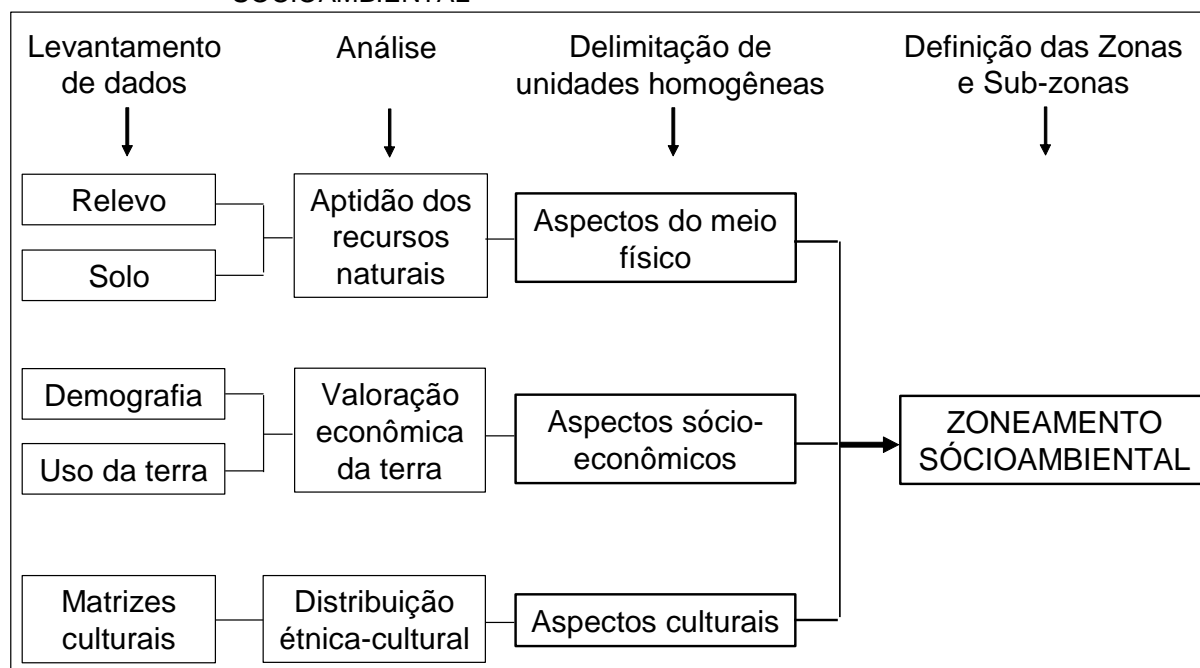 SÓCIOAMBIENTAL
Levantamento
de dados
Análise
Delimitação de
unidades homogêneas
Definição das Zonas
e Sub-zonas
Relevo
Solo
Aptidão dos
recursos
naturais
Aspectos do meio
físico
Demografia
Uso da terra
Valoração
econômica
da terra
Aspectos sócio-
econômicos
ZONEAMENTO
SÓCIOAMBIENTAL
Matrizes
culturais
Distribuição
étnica-cultural
Aspectos culturais